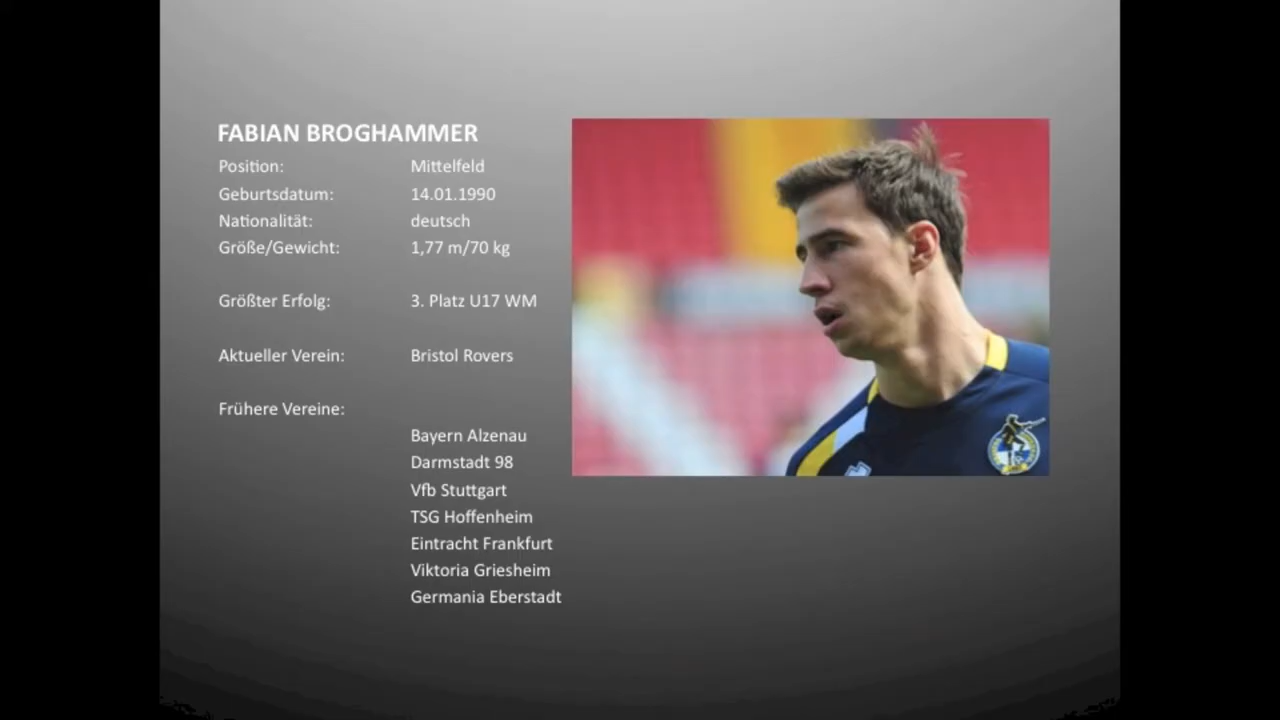 FABIAN BROGHAMMER
Position: Mittelfeld
Geburtsdatum: 14.01.1990
Nationalität: deutsch
Größe/Gewicht: 1,77 m/70 kg
Größter Erfolg: 3. Platz U17 WM
Aktueller Verein: Bristol Rovers
Frühere Vereine:
Bayern Alzenau
Darmstadt 98
Vfb Stuttgart
TSG Hoffenheim
Eintracht Frankfurt
Viktoria Griesheim
Germania Eberstadt